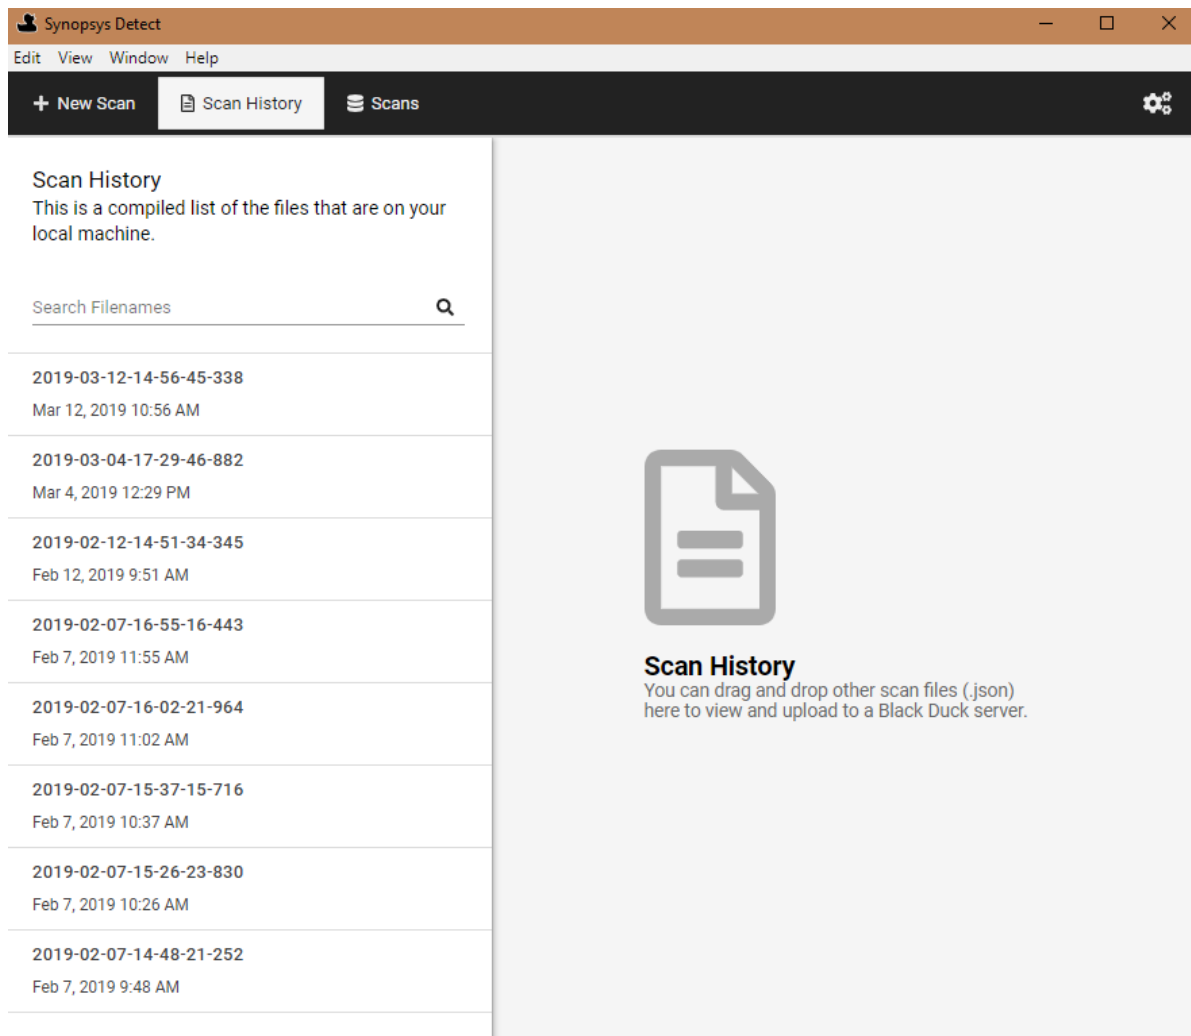 Synopsys Detect
Edit View Window Help
New Scan Scan History Scans
Scan History
This is a compiled list of the files that are on your
local machine.
Search Filenames
2019-03-12-14-56-45-338
Mar 12, 2019 10:56 AM
2019-03-04-17-29-46-882
Mar 4, 2019 12:29 PM
2019-02-12-14-51-34-345
Feb 12, 2019 9:51 AM
2019-02-07-16-55-16-443
Feb 7, 2019 11:55 AM
2019-02-07-16-02-21-964
Feb 7, 2019 11:02 AM
2019-02-07-15-37-15-716
Feb 7, 2019 10:37 AM
2019-02-07-15-26-23-830
Feb 7, 2019 10:26 AM
2019-02-07-14-48-21-252
Feb 7, 2019 9:48 AM
Scan History
You can drag and drop other scan files (.json)
here to view and upload to a Black Duck server.